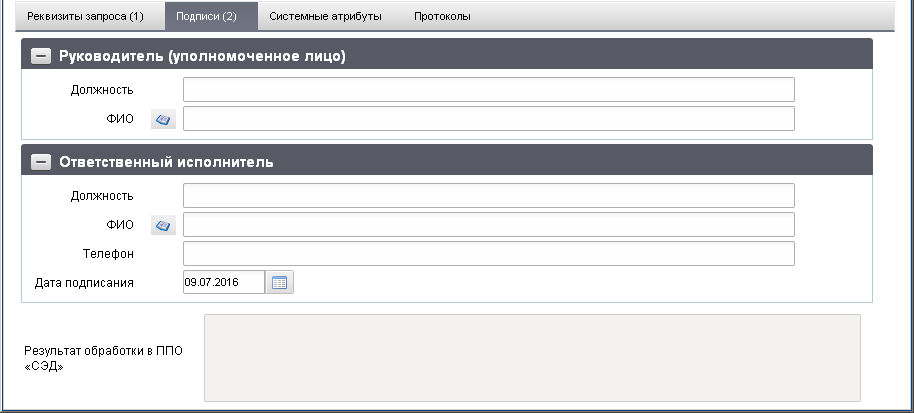 Реквизиты запроса (1) Подписи (2) Системные атрибуты Протоколы
Руководитель (уполномоченное лицо)
Должность
ФИО
Ответственный исполнитель
Должность
ФИО
Телефон
Дата подписания 09.07.2016
Результат обработки в ППО
«СЭД»